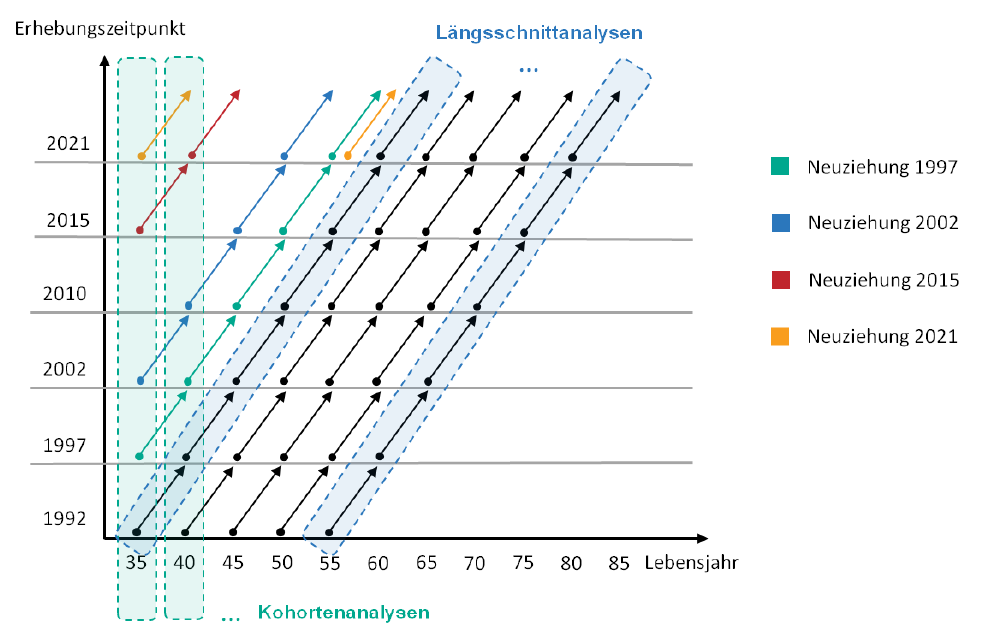 Erhebungszeitpunkt
Längsschnittanalysen
...
2021
2015
2010
2002
1997
1992
35 40 45 50 55 60 65 70 75 80 85 Lebensjahr
... Kohortenanalysen
Neuziehung 1997
Neuziehung 2002
Neuziehung 2015
Neuziehung 2021